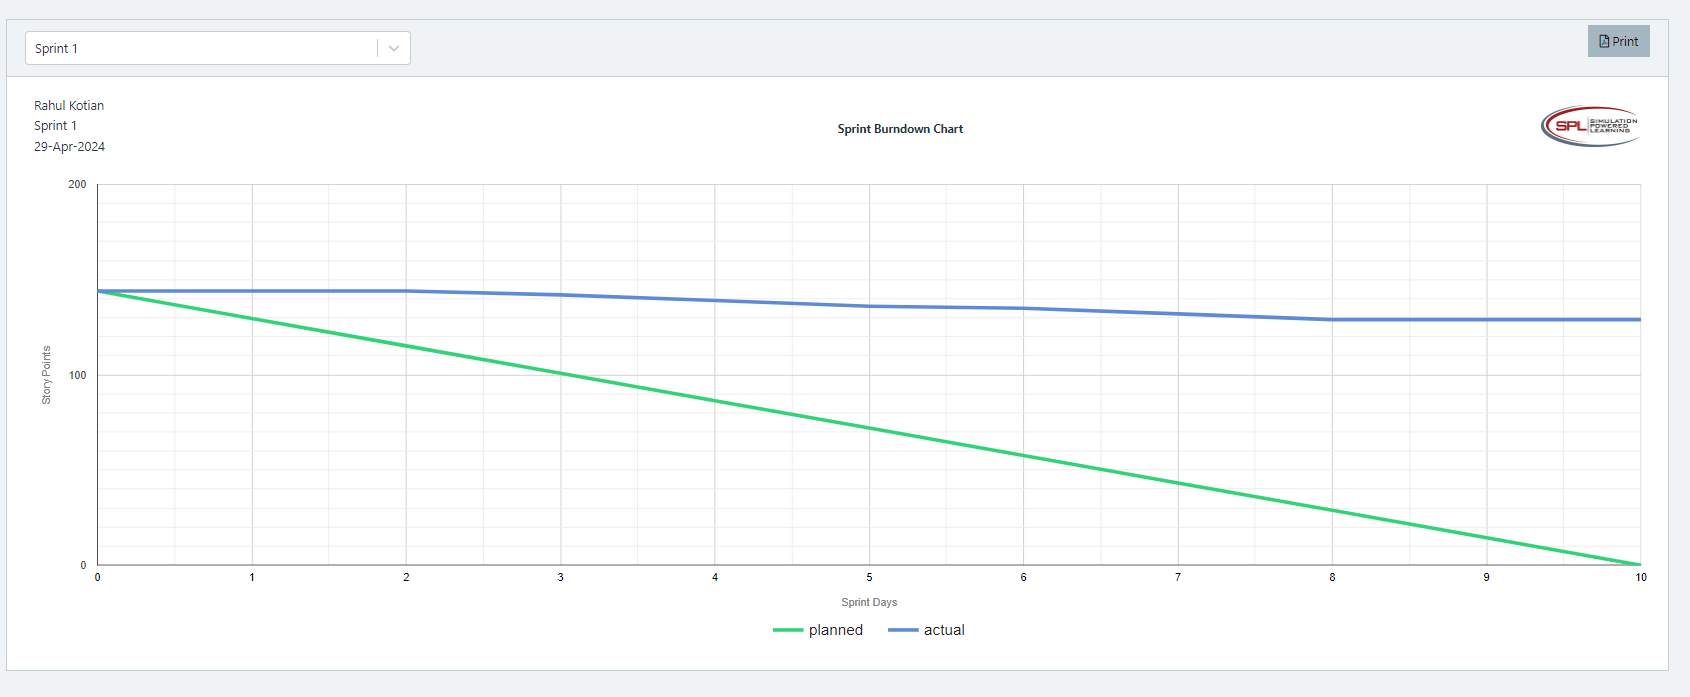 Sprint 1
Print
Rahul Kotian
Sprint 1
29-Apr-2024
Sprint Burndown Chart
SPL
SIMULATION
POWERED
LEARNING
200
100
0
Story Points
0 1 2 3 4 5 6 7 8 9 10
Sprint Days
planned actual